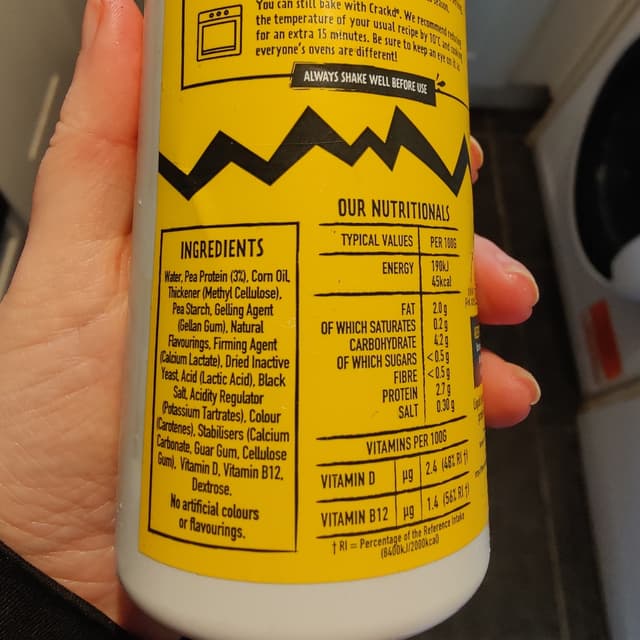 You can still bake with Crackd®. We recommend
the temperature of your usual recipe by 10°C and
for an extra 15 minutes. Be sure to keep an eye on it as
everyone's ovens are different!
ALWAYS SHAKE WELL BEFORE USE
INGREDIENTS
Water, Pea Protein (3%), Corn Oil,
Thickener (Methyl Cellulose),
Pea Starch, Gelling Agent
(Gellan Gum), Natural
Flavourings, Firming Agent
(Calcium Lactate), Dried Inactive
Yeast, Acid (Lactic Acid), Black
Salt, Acidity Regulator
(Potassium Tartrates), Colour
(Carotenes), Stabilisers (Calcium
Carbonate, Guar Gum, Cellulose
Gum), Vitamin D, Vitamin B12,
Dextrose.
No artificial colours
or flavourings.
OUR NUTRITIONALS
TYPICAL VALUES PER 100G
ENERGY 190kJ
45kcal
FAT 2.0g
OF WHICH SATURATES 0.2g
CARBOHYDRATE 4.2g
OF WHICH SUGARS <0.5g
FIBRE <0.5g
PROTEIN 2.7g
SALT 0.30g
VITAMINS PER 100G
VITAMIN D µg 2.4 (48% RI †)
VITAMIN B12 µg 1.4 (56% RI †)
† RI = Percentage of the Reference Intake
(8400kJ/2000kcal)